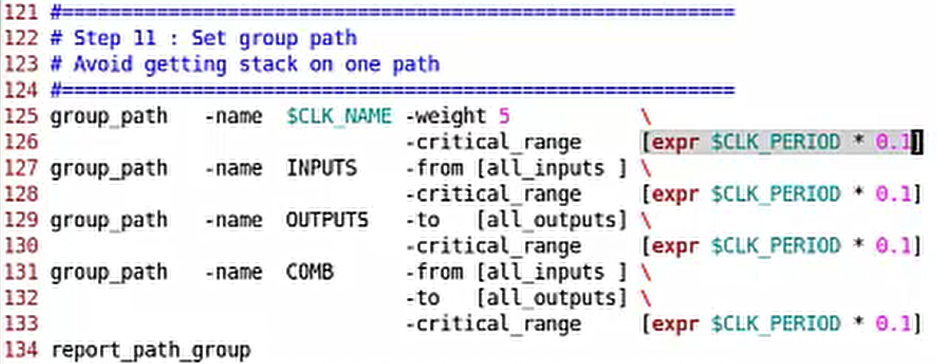 121 #==========================================================
122 # Step 11 : Set group path
123 # Avoid getting stack on one path
124 #==========================================================
125 group_path   -name  $CLK_NAME -weight 5           \
126                               -critical_range     [expr $CLK_PERIOD * 0.1]
127 group_path   -name  INPUTS    -from [all_inputs ] \
128                               -critical_range     [expr $CLK_PERIOD * 0.1]
129 group_path   -name  OUTPUTS   -to   [all_outputs] \
130                               -critical_range     [expr $CLK_PERIOD * 0.1]
131 group_path   -name  COMB      -from [all_inputs ] \
132                               -to   [all_outputs] \
133                               -critical_range     [expr $CLK_PERIOD * 0.1]
134 report_path_group